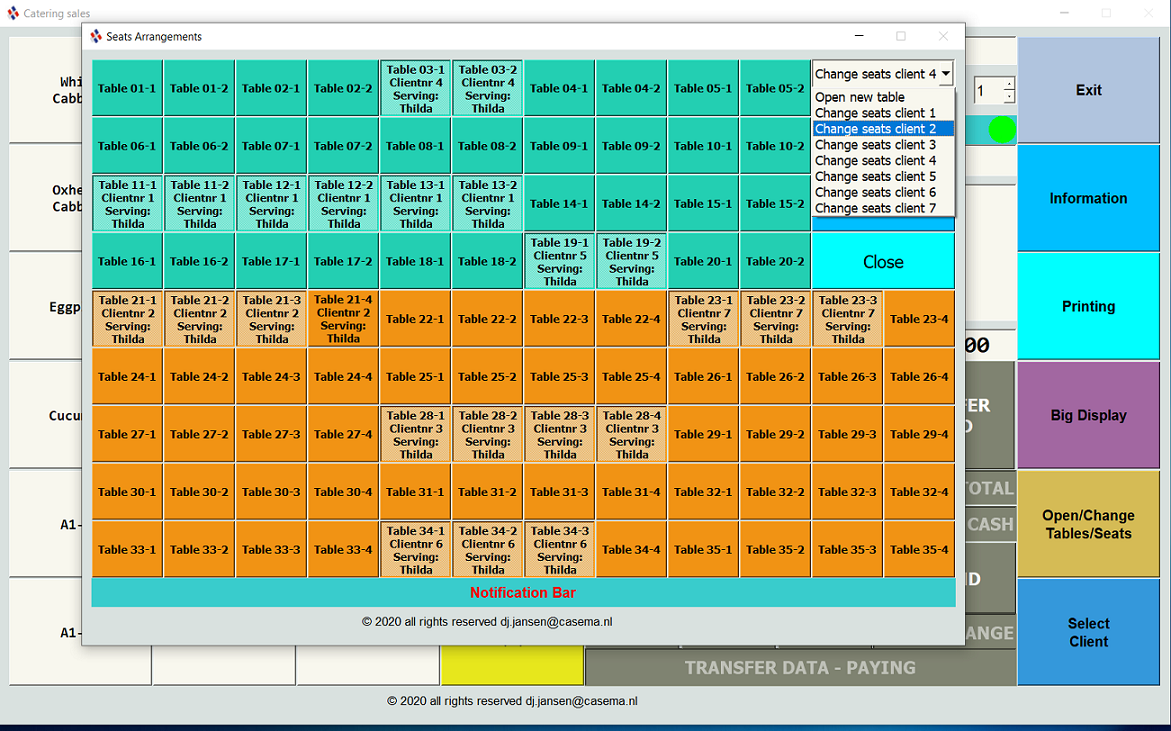 Catering sales
Seats Arrangements
Table 01-1 Table 01-2 Table 02-1 Table 02-2 Table 03-1 Clientnr 4 Serving: Thilda Table 03-2 Clientnr 4 Serving: Thilda Table 04-1 Table 04-2 Table 05-1 Table 05-2
Change seats client 4
Open new table
Change seats client 1
Change seats client 2
Change seats client 3
Change seats client 4
Change seats client 5
Change seats client 6
Change seats client 7
Table 06-1 Table 06-2 Table 07-1 Table 07-2 Table 08-1 Table 08-2 Table 09-1 Table 09-2 Table 10-1 Table 10-2
Table 11-1 Clientnr 1 Serving: Thilda Table 11-2 Clientnr 1 Serving: Thilda Table 12-1 Clientnr 1 Serving: Thilda Table 12-2 Clientnr 1 Serving: Thilda Table 13-1 Clientnr 1 Serving: Thilda Table 13-2 Clientnr 1 Serving: Thilda Table 14-1 Table 14-2 Table 15-1 Table 15-2
Table 16-1 Table 16-2 Table 17-1 Table 17-2 Table 18-1 Table 18-2 Table 19-1 Clientnr 5 Serving: Thilda Table 19-2 Clientnr 5 Serving: Thilda Table 20-1 Table 20-2 Close
Table 21-1 Clientnr 2 Serving: Thilda Table 21-2 Clientnr 2 Serving: Thilda Table 21-3 Clientnr 2 Serving: Thilda Table 21-4 Clientnr 2 Serving: Thilda Table 22-1 Table 22-2 Table 22-3 Table 22-4 Table 23-1 Clientnr 7 Serving: Thilda Table 23-2 Clientnr 7 Serving: Thilda Table 23-3 Clientnr 7 Serving: Thilda Table 23-4
Table 24-1 Table 24-2 Table 24-3 Table 24-4 Table 25-1 Table 25-2 Table 25-3 Table 25-4 Table 26-1 Table 26-2 Table 26-3 Table 26-4
Table 27-1 Table 27-2 Table 27-3 Table 27-4 Table 28-1 Clientnr 3 Serving: Thilda Table 28-2 Clientnr 3 Serving: Thilda Table 28-3 Clientnr 3 Serving: Thilda Table 28-4 Clientnr 3 Serving: Thilda Table 29-1 Table 29-2 Table 29-3 Table 29-4
Table 30-1 Table 30-2 Table 30-3 Table 30-4 Table 31-1 Table 31-2 Table 31-3 Table 31-4 Table 32-1 Table 32-2 Table 32-3 Table 32-4
Table 33-1 Table 33-2 Table 33-3 Table 33-4 Table 34-1 Clientnr 6 Serving: Thilda Table 34-2 Clientnr 6 Serving: Thilda Table 34-3 Clientnr 6 Serving: Thilda Table 34-4 Table 35-1 Table 35-2 Table 35-3 Table 35-4
Notification Bar
© 2020 all rights reserved dj.jansen@casema.nl
Whi
Cabb
Oxhe
Cabb
Eggp
Cucu
A1-
A1-
1
00
ER
D
OTAL
CASH
ND
ANGE
TRANSFER DATA - PAYING
Exit
Information
Printing
Big Display
Open/Change
Tables/Seats
Select
Client
© 2020 all rights reserved dj.jansen@casema.nl